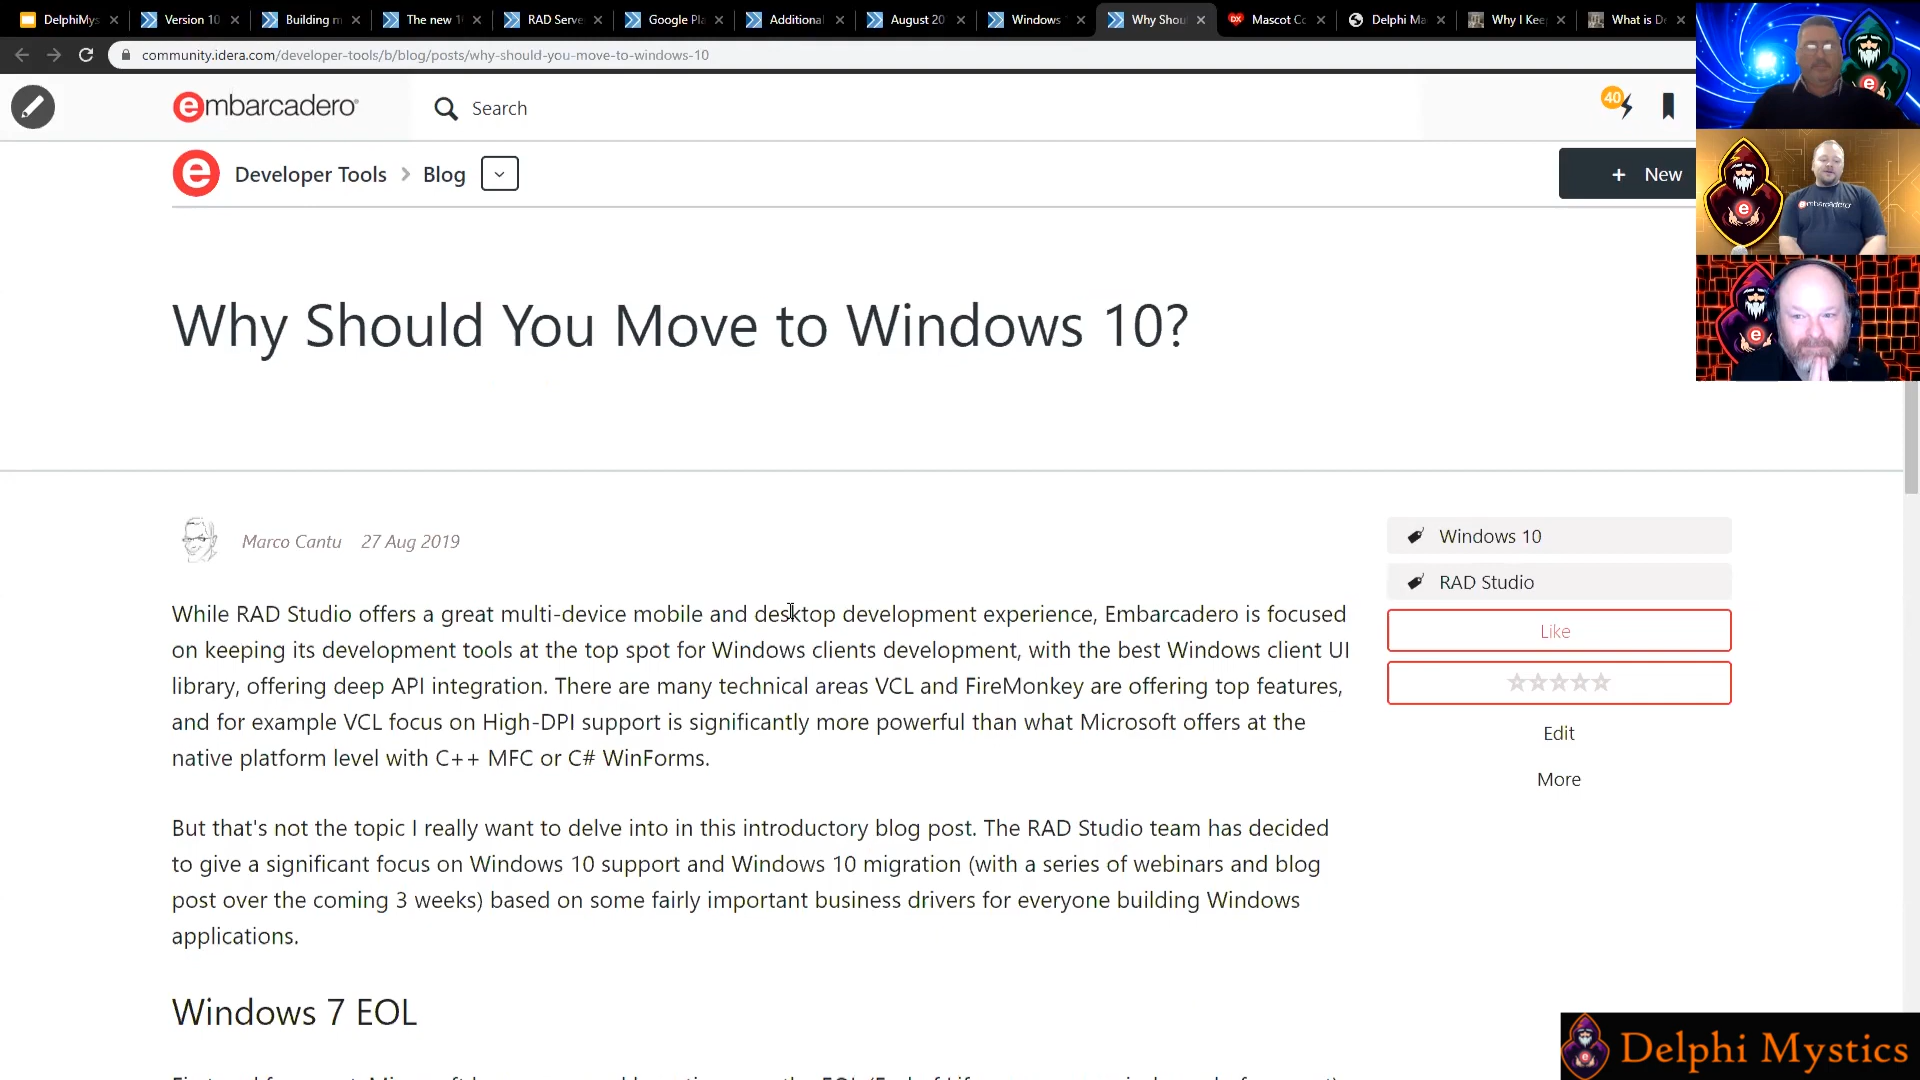 DelphiMys
Version 10
Building m
The new 1
RAD Serve
Google Pla
Additional
August 20
Windows
Why Shou
Mascot Co
Delphi Ma
Why I Kee
What is De
community.idera.com/developer-tools/b/blog/posts/why-should-you-move-to-windows-10
embarcadero
Search
40
e Developer Tools > Blog
+ New
Why Should You Move to Windows 10?
Marco Cantu 27 Aug 2019
While RAD Studio offers a great multi-device mobile and desktop development experience, Embarcadero is focused
on keeping its development tools at the top spot for Windows clients development, with the best Windows client UI
library, offering deep API integration. There are many technical areas VCL and FireMonkey are offering top features,
and for example VCL focus on High-DPI support is significantly more powerful than what Microsoft offers at the
native platform level with C++ MFC or C# WinForms.
But that's not the topic I really want to delve into in this introductory blog post. The RAD Studio team has decided
to give a significant focus on Windows 10 support and Windows 10 migration (with a series of webinars and blog
post over the coming 3 weeks) based on some fairly important business drivers for everyone building Windows
applications.
Windows 7 EOL
Windows 10
RAD Studio
Like
Edit
More
e
e
embarcadero
e
Delphi Mystics